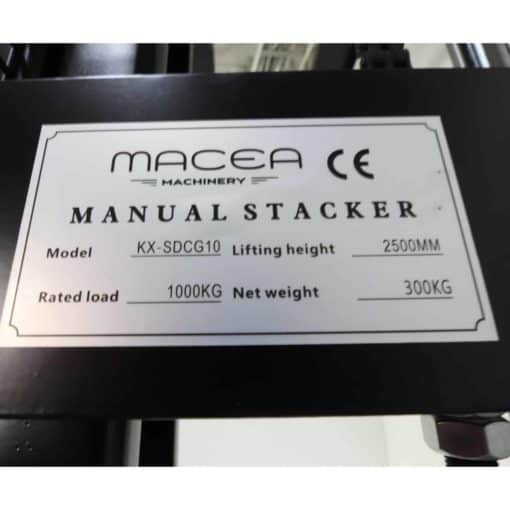 MACEA CE
MACHINERY
MANUAL STACKER
Model KX-SDCG10 Lifting height 2500MM
Rated load 1000KG Net weight 300KG